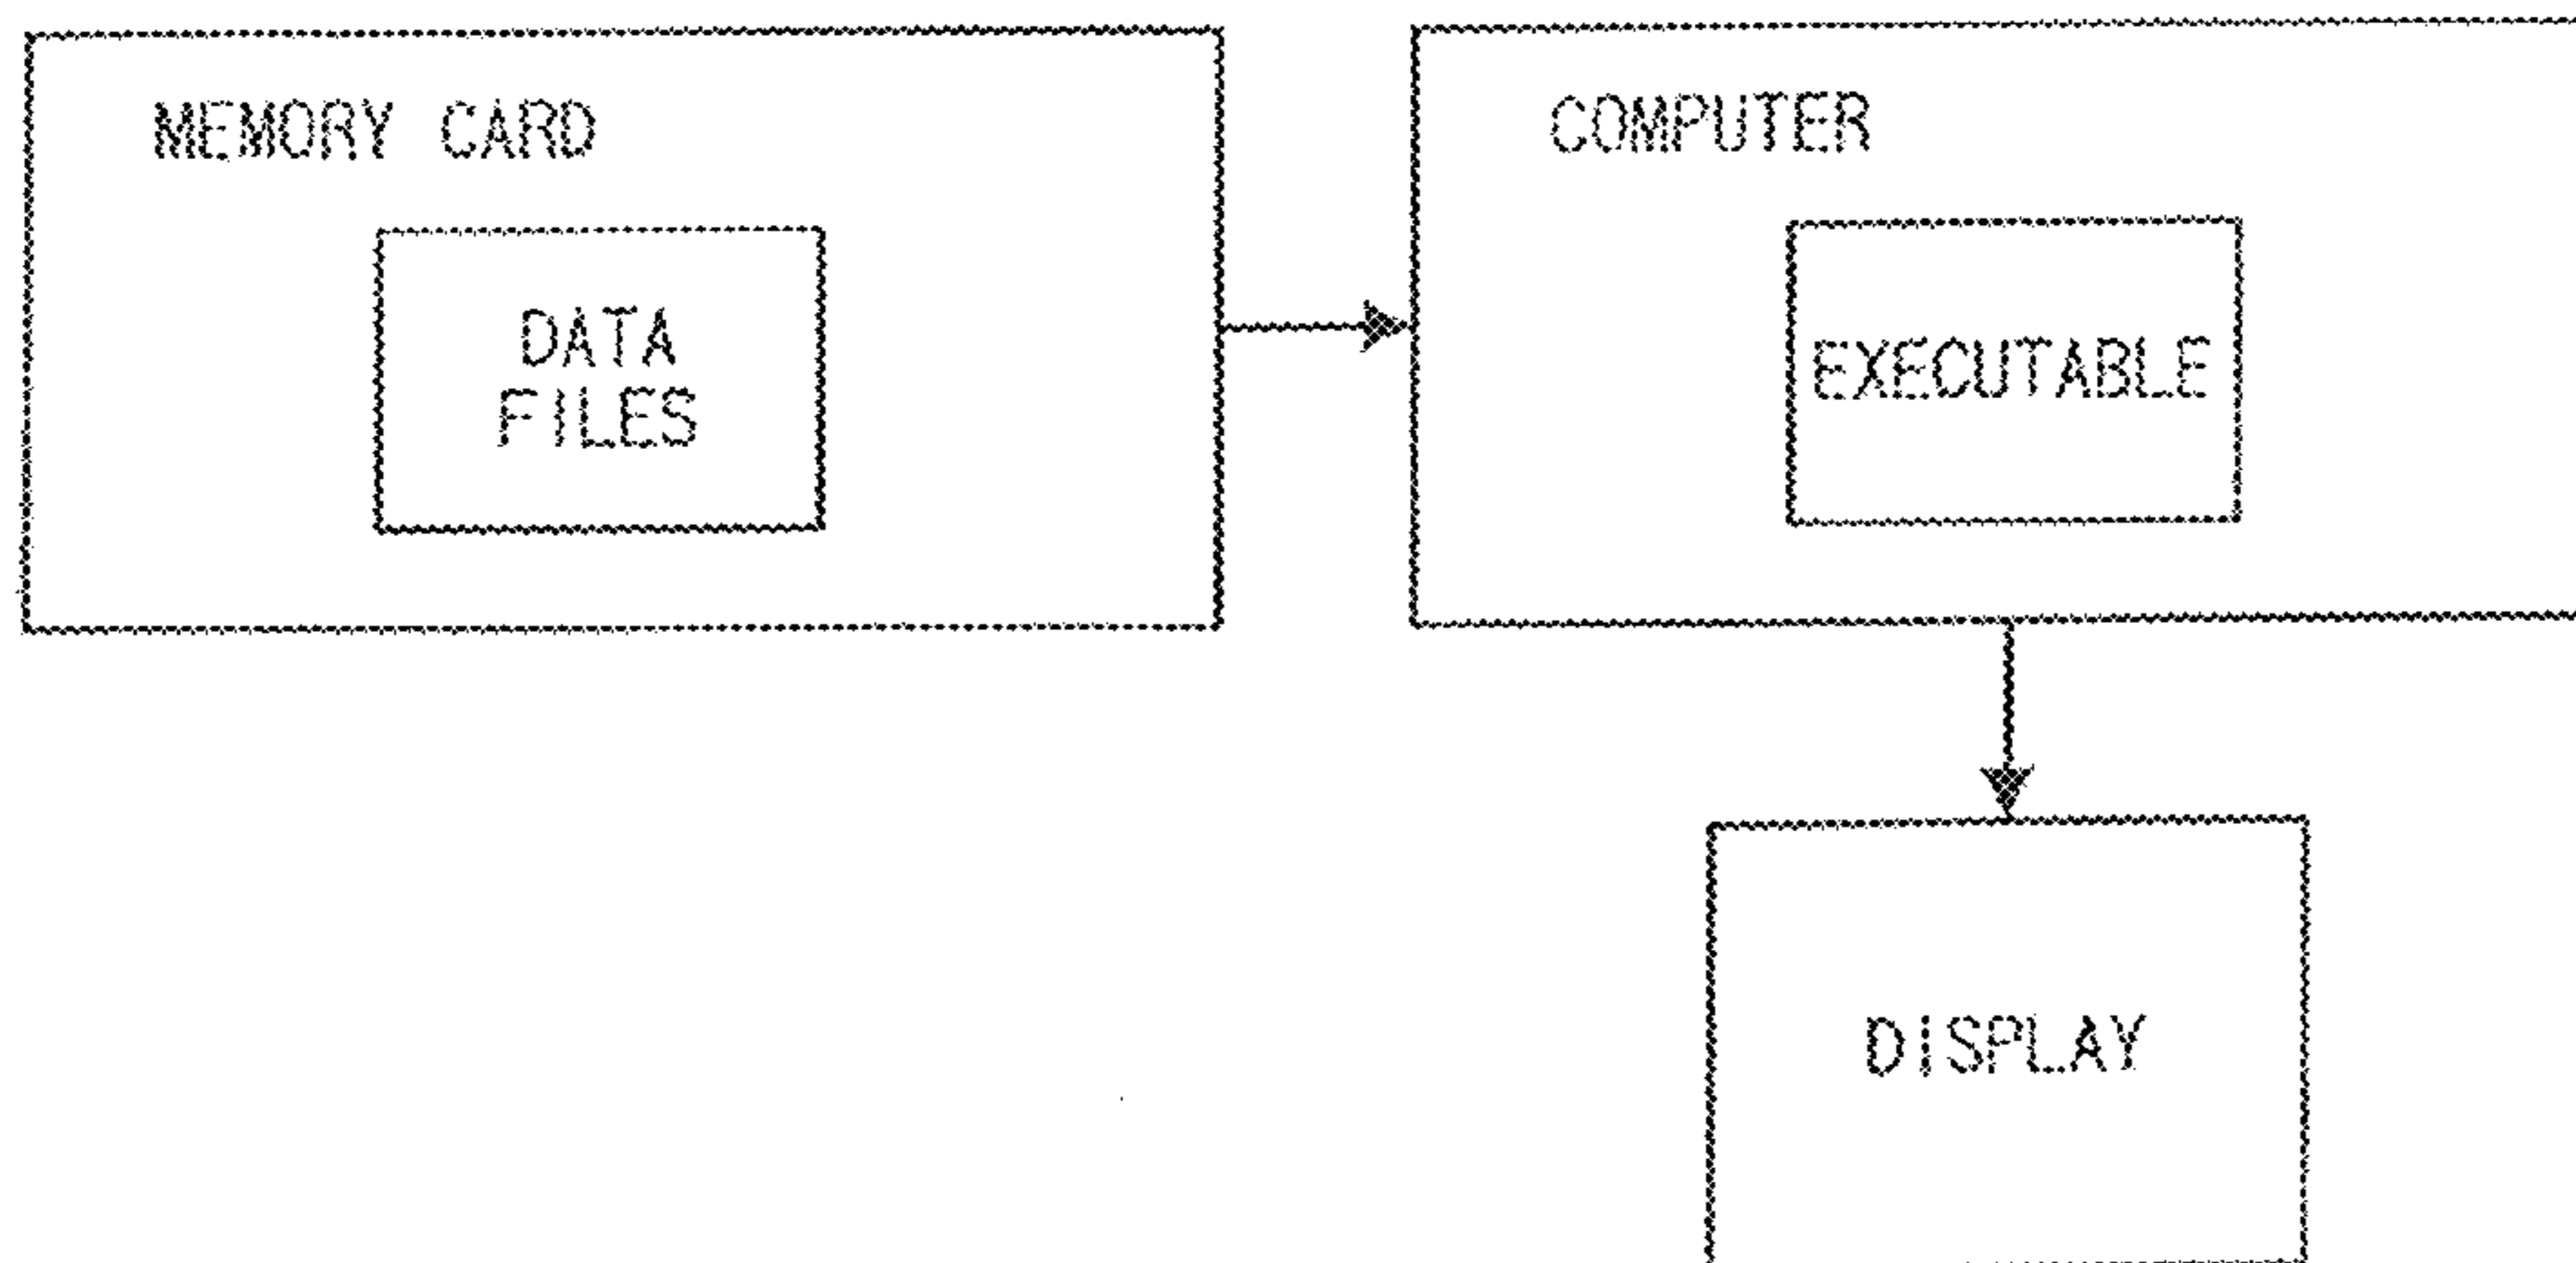 MEMORY CARD
DATA
FILES
COMPUTER
EXECUTABLE
DISPLAY